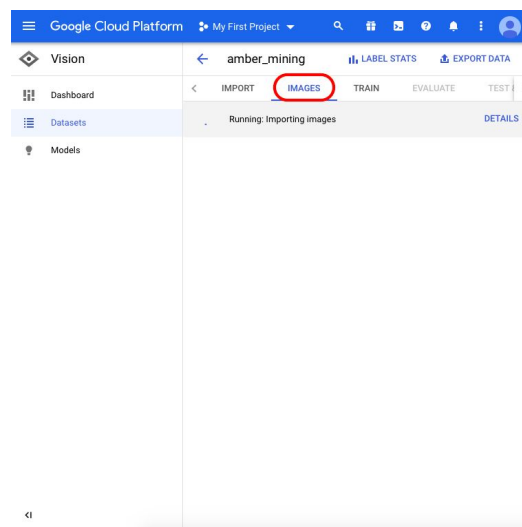 Google Cloud Platform My First Project
Vision
amber_mining LABEL STATS EXPORT DATA
Dashboard
Datasets
Models
IMPORT IMAGES TRAIN EVALUATE TEST &
Running: Importing images DETAILS